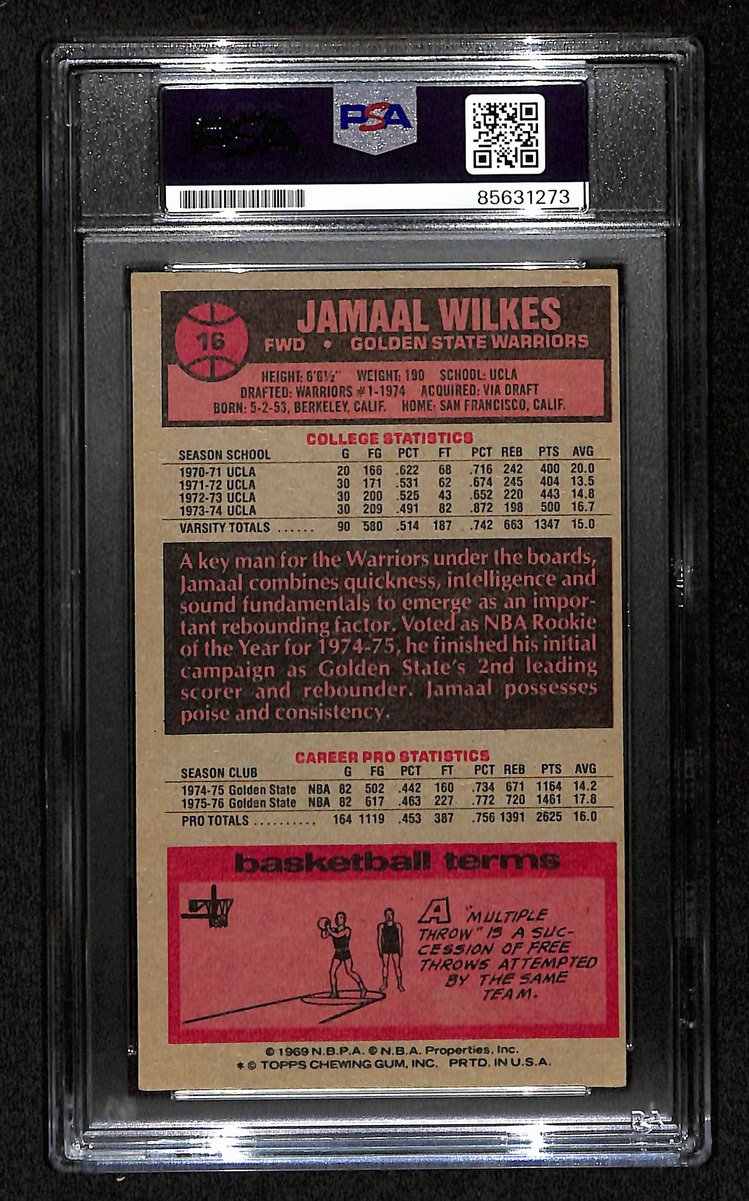 PSA
85631273
16
JAMAAL WILKES
FWD • GOLDEN STATE WARRIORS
HEIGHT: 6'6½" WEIGHT: 190 SCHOOL: UCLA
DRAFTED: WARRIORS #1-1974 ACQUIRED: VIA DRAFT
BORN: 5-2-53, BERKELEY, CALIF. HOME: SAN FRANCISCO, CALIF.
COLLEGE STATISTICS
SEASON SCHOOL G FG PCT FT PCT REB PTS AVG
1970-71 UCLA 20 166 .622 68 .716 242 400 20.0
1971-72 UCLA 30 171 .531 62 .674 245 404 13.5
1972-73 UCLA 30 200 .525 43 .652 220 443 14.8
1973-74 UCLA 30 209 .491 82 .872 198 500 16.7
VARSITY TOTALS ...... 90 580 .514 187 .742 663 1347 15.0
A key man for the Warriors under the boards,
Jamaal combines quickness, intelligence and
sound fundamentals to emerge as an impor-
tant rebounding factor. Voted as NBA Rookie
of the Year for 1974-75, he finished his initial
campaign as Golden State's 2nd leading
scorer and rebounder. Jamaal possesses
poise and consistency.
CAREER PRO STATISTICS
SEASON CLUB G FG PCT FT PCT REB PTS AVG
1974-75 Golden State NBA 82 502 .442 160 .734 671 1164 14.2
1975-76 Golden State NBA 82 617 .463 227 .772 720 1461 17.8
PRO TOTALS .......... 164 1119 .453 387 .756 1391 2625 16.0
basketball terms
A "MULTIPLE
THROW" IS A SUC-
CESSION OF FREE
THROWS ATTEMPTED
BY THE SAME
TEAM.
© 1969 N.B.P.A. © N.B.A. Properties, Inc.
* © TOPPS CHEWING GUM, INC. PRTD. IN U.S.A.